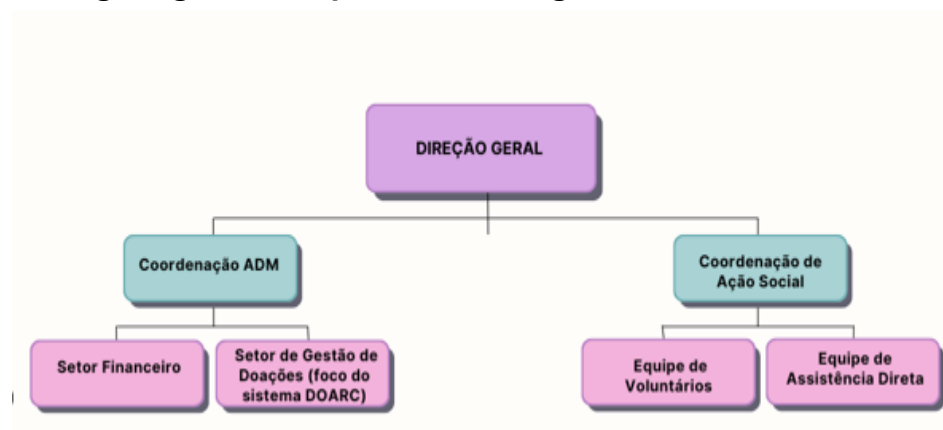 DIREÇÃO GERAL
Coordenação ADM
Coordenação de
Ação Social
Setor Financeiro
Setor de Gestão de
Doações (foco do
sistema DOARC)
Equipe de
Voluntários
Equipe de
Assistência Direta